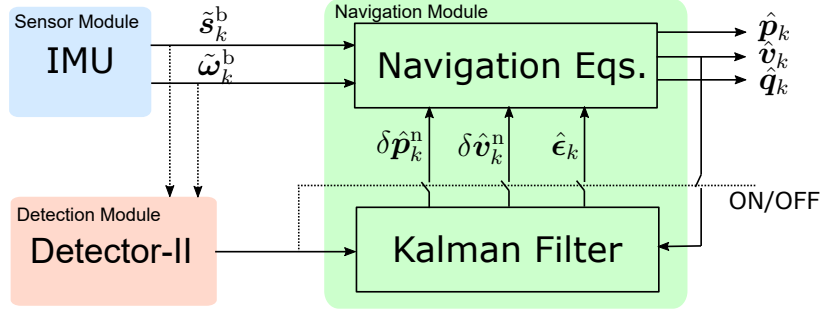 Sensor Module
IMU
s̃ₖᵇ
ω̃ₖᵇ
Navigation Module
Navigation Eqs.
p̂ₖ
v̂ₖ
q̂ₖ
δp̂ₖⁿ
δv̂ₖⁿ
ϵ̂ₖ
ON/OFF
Detection Module
Detector-II
Kalman Filter